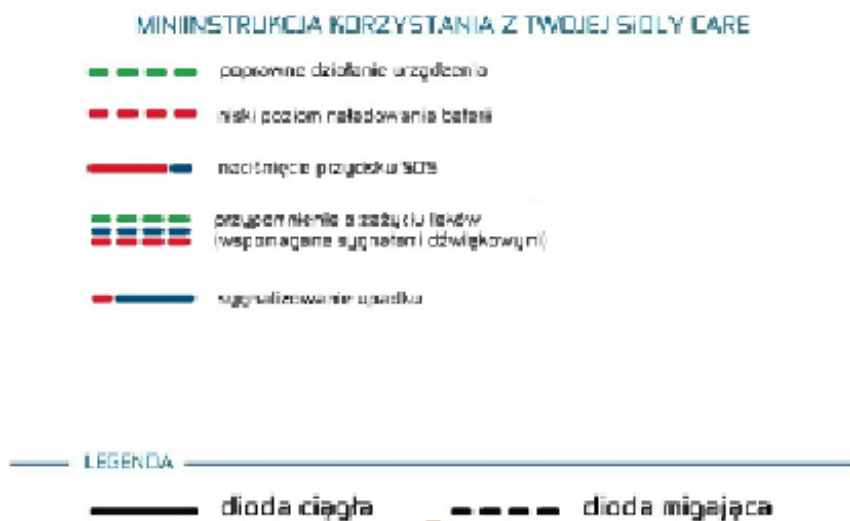 MINIINSTRUKCJA KORZYSTANIA Z TWOJEJ SiDLY CARE
poprawne działanie urządzenia
niski poziom naładowania baterii
naciśnięcie przycisku SOS
przypomnienie o zażyciu leków
(wspomagane sygnałami dźwiękowymi)
sygnalizowanie upadku
LEGENDA
dioda ciągła
dioda migająca